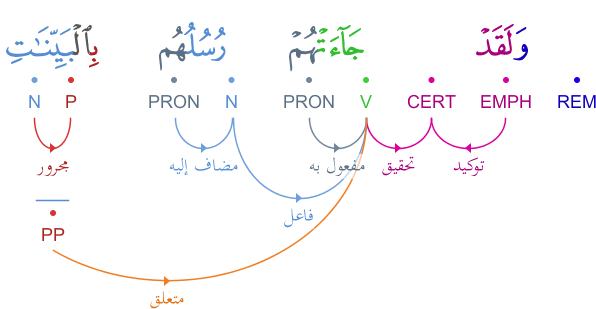 وَلَقَدْ جَآءَتْهُمْ رُسُلُهُم بِٱلْبَيِّنَـٰتِ
REM EMPH CERT V PRON N PRON P N
توكيد تحقيق مفعول به مضاف إليه مجرور
فاعل
PP
متعلق